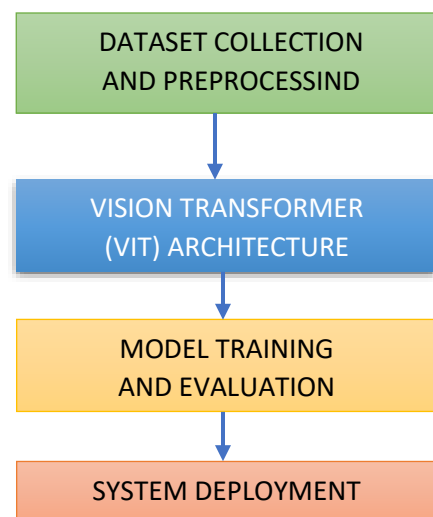 DATASET COLLECTION
AND PREPROCESSIND
VISION TRANSFORMER
(VIT) ARCHITECTURE
MODEL TRAINING
AND EVALUATION
SYSTEM DEPLOYMENT